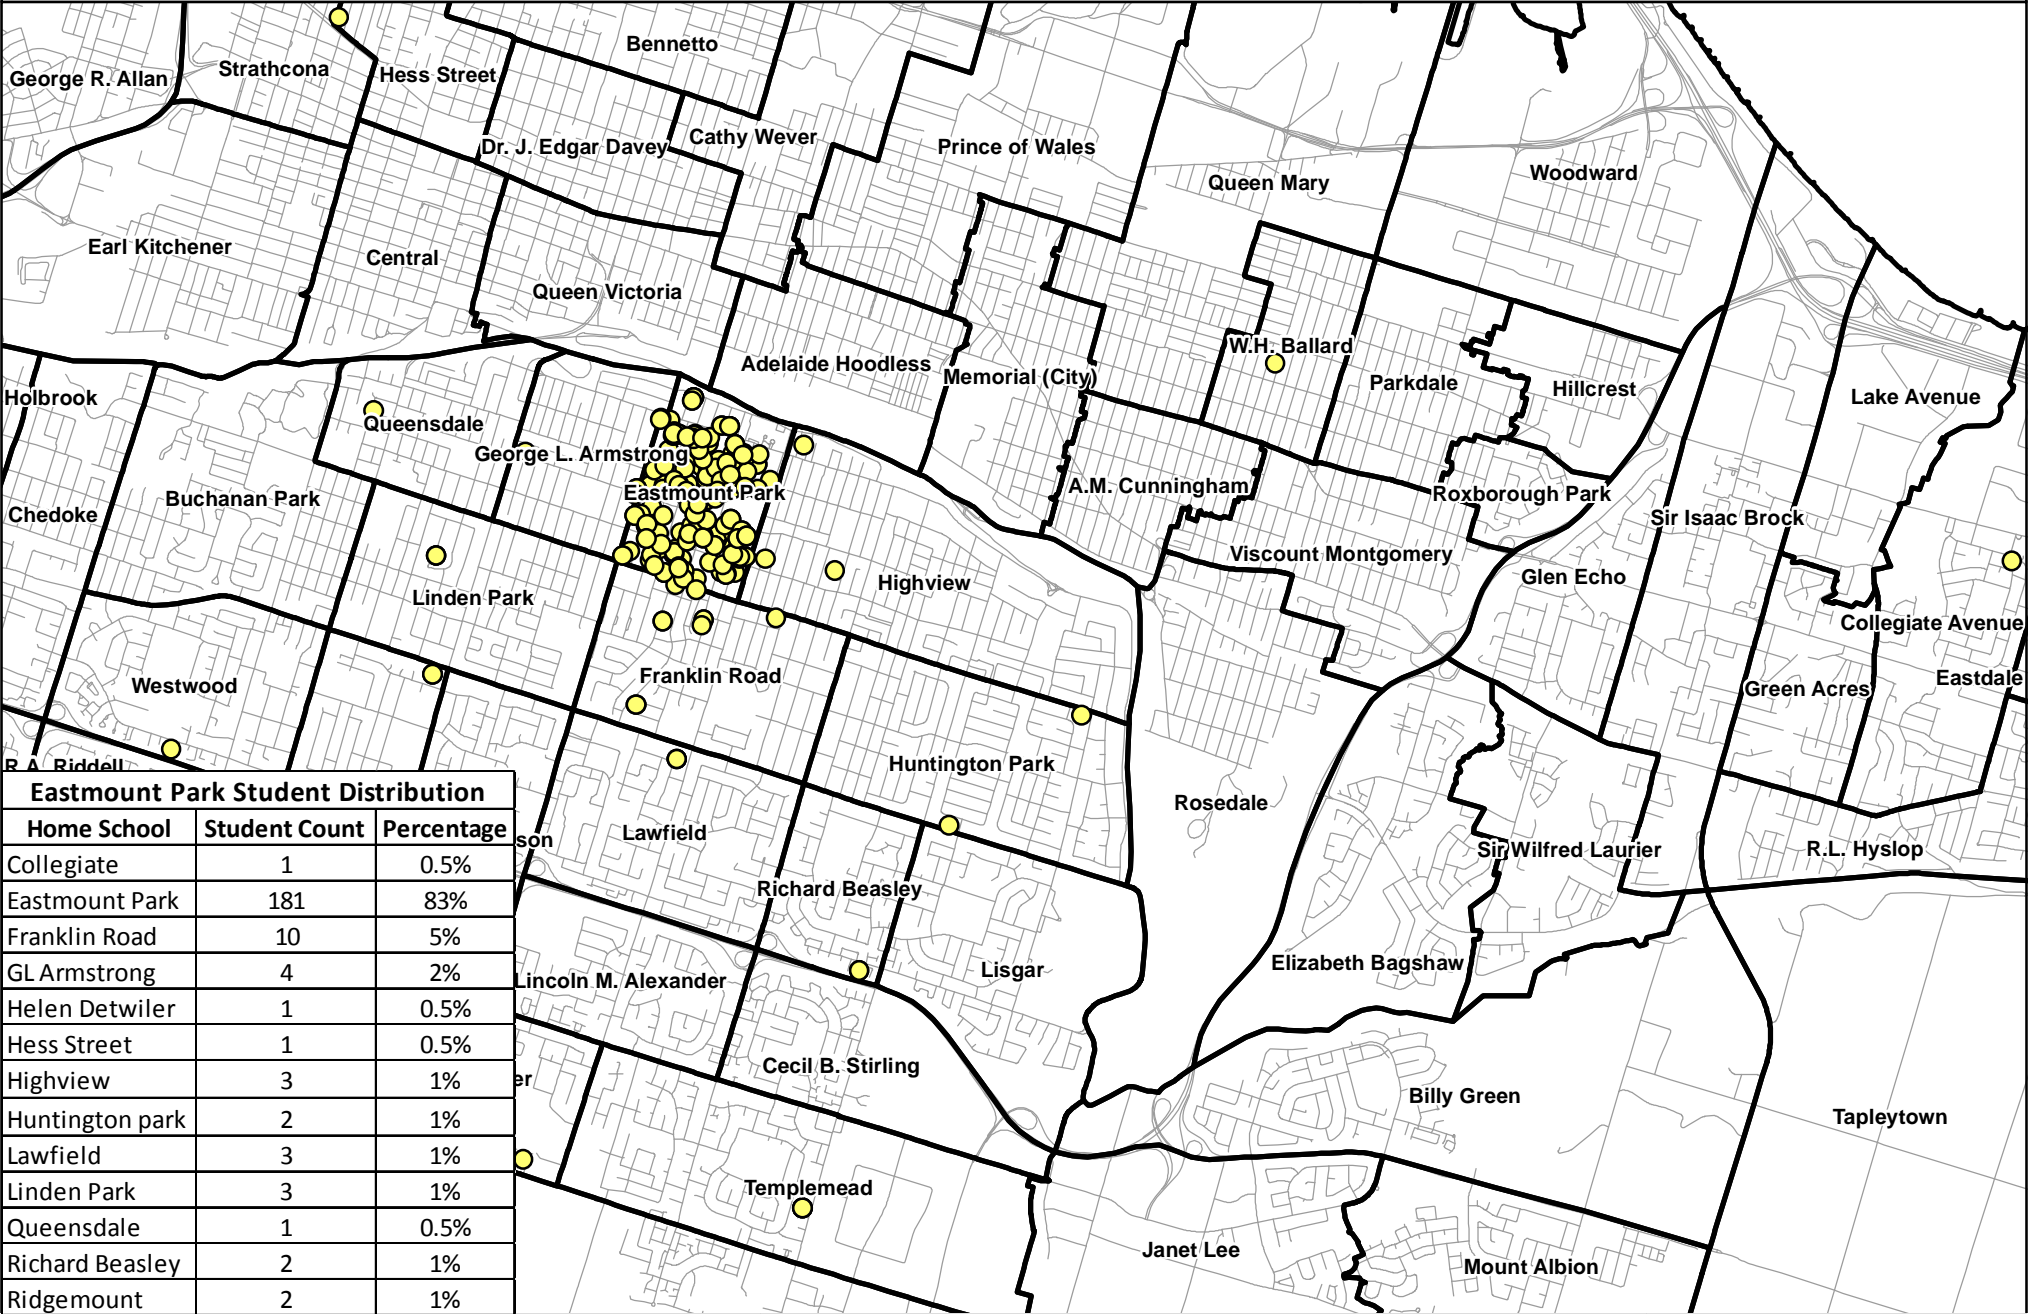 Bennetto
George R. Allan
Strathcona
Hess Street
Dr. J. Edgar Davey
Cathy Wever
Prince of Wales
Queen Mary
Woodward
Earl Kitchener
Central
Queen Victoria
Adelaide Hoodless
Memorial (City)
W.H. Ballard
Parkdale
Hillcrest
Lake Avenue
Holbrook
Queensdale
George L. Armstrong
Eastmount Park
A.M. Cunningham
Roxborough Park
Sir Isaac Brock
Buchanan Park
Chedoke
Viscount Montgomery
Glen Echo
Highview
Linden Park
Collegiate Avenue
Westwood
Franklin Road
Green Acres
Eastdale
R.A. Riddell
Huntington Park
Rosedale
Lawfield
son
Sir Wilfred Laurier
R.L. Hyslop
Richard Beasley
Lincoln M. Alexander
Lisgar
Elizabeth Bagshaw
Cecil B. Stirling
er
Billy Green
Tapleytown
Templemead
Janet Lee
Mount Albion
Eastmount Park Student Distribution
Home School Student Count Percentage
Collegiate 1 0.5%
Eastmount Park 181 83%
Franklin Road 10 5%
GL Armstrong 4 2%
Helen Detwiler 1 0.5%
Hess Street 1 0.5%
Highview 3 1%
Huntington park 2 1%
Lawfield 3 1%
Linden Park 3 1%
Queensdale 1 0.5%
Richard Beasley 2 1%
Ridgemount 2 1%